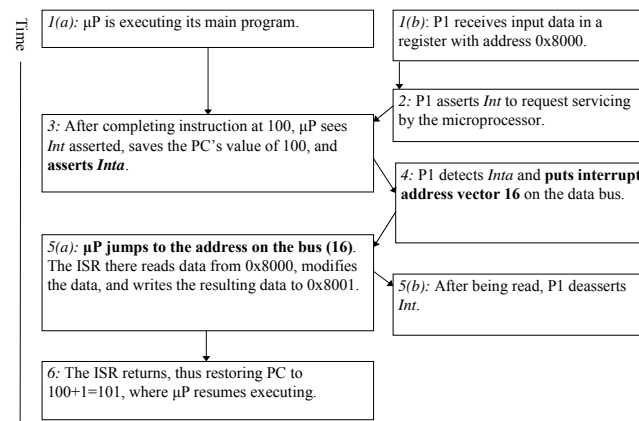 Time
1(a): μP is executing its main program.
1(b): P1 receives input data in a
register with address 0x8000.
2: P1 asserts Int to request servicing
by the microprocessor.
3: After completing instruction at 100, μP sees
Int asserted, saves the PC’s value of 100, and
asserts Inta.
4: P1 detects Inta and puts interrupt
address vector 16 on the data bus.
5(a): μP jumps to the address on the bus (16).
The ISR there reads data from 0x8000, modifies
the data, and writes the resulting data to 0x8001.
5(b): After being read, P1 deasserts
Int.
6: The ISR returns, thus restoring PC to
100+1=101, where μP resumes executing.